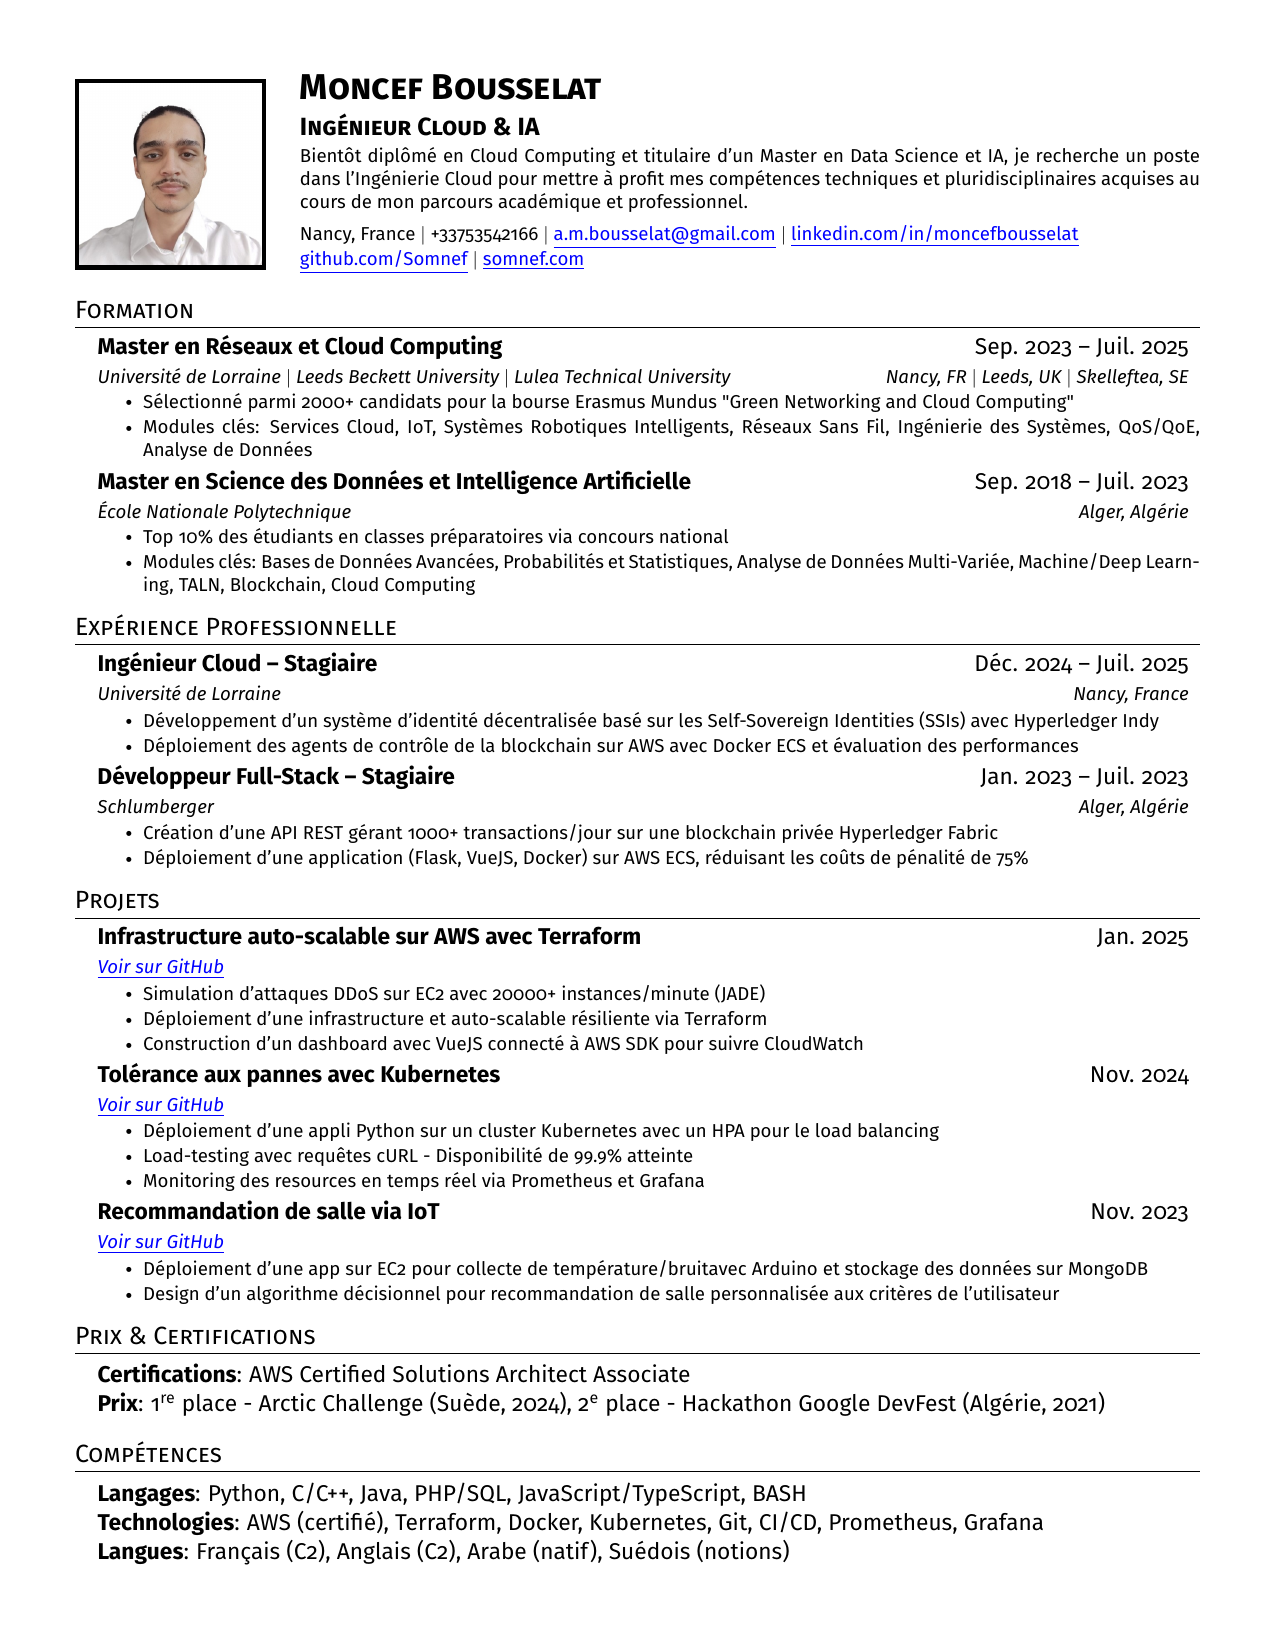 Moncef Bousselat
Ingénieur Cloud & IA
Bientôt diplômé en Cloud Computing et titulaire d’un Master en Data Science et IA, je recherche un poste
dans l’Ingénierie Cloud pour mettre à profit mes compétences techniques et pluridisciplinaires acquises au
cours de mon parcours académique et professionnel.
Nancy, France | +33753542166 | a.m.bousselat@gmail.com | linkedin.com/in/moncefbousselat
github.com/Somnef | somnef.com
Formation
Master en Réseaux et Cloud Computing Sep. 2023 – Juil. 2025
Université de Lorraine | Leeds Beckett University | Lulea Technical University Nancy, FR | Leeds, UK | Skelleftea, SE
• Sélectionné parmi 2000+ candidats pour la bourse Erasmus Mundus "Green Networking and Cloud Computing"
• Modules clés: Services Cloud, IoT, Systèmes Robotiques Intelligents, Réseaux Sans Fil, Ingénierie des Systèmes, QoS/QoE,
Analyse de Données
Master en Science des Données et Intelligence Artificielle Sep. 2018 – Juil. 2023
École Nationale Polytechnique Alger, Algérie
• Top 10% des étudiants en classes préparatoires via concours national
• Modules clés: Bases de Données Avancées, Probabilités et Statistiques, Analyse de Données Multi-Variée, Machine/Deep Learn-
ing, TALN, Blockchain, Cloud Computing
Expérience Professionnelle
Ingénieur Cloud – Stagiaire Déc. 2024 – Juil. 2025
Université de Lorraine Nancy, France
• Développement d’un système d’identité décentralisée basé sur les Self-Sovereign Identities (SSIs) avec Hyperledger Indy
• Déploiement des agents de contrôle de la blockchain sur AWS avec Docker ECS et évaluation des performances
Développeur Full-Stack – Stagiaire Jan. 2023 – Juil. 2023
Schlumberger Alger, Algérie
• Création d’une API REST gérant 1000+ transactions/jour sur une blockchain privée Hyperledger Fabric
• Déploiement d’une application (Flask, VueJS, Docker) sur AWS ECS, réduisant les coûts de pénalité de 75%
Projets
Infrastructure auto-scalable sur AWS avec Terraform Jan. 2025
Voir sur GitHub
• Simulation d’attaques DDoS sur EC2 avec 20000+ instances/minute (JADE)
• Déploiement d’une infrastructure et auto-scalable résiliente via Terraform
• Construction d’un dashboard avec VueJS connecté à AWS SDK pour suivre CloudWatch
Tolérance aux pannes avec Kubernetes Nov. 2024
Voir sur GitHub
• Déploiement d’une appli Python sur un cluster Kubernetes avec un HPA pour le load balancing
• Load-testing avec requêtes cURL - Disponibilité de 99.9% atteinte
• Monitoring des resources en temps réel via Prometheus et Grafana
Recommandation de salle via IoT Nov. 2023
Voir sur GitHub
• Déploiement d’une app sur EC2 pour collecte de température/bruitavec Arduino et stockage des données sur MongoDB
• Design d’un algorithme décisionnel pour recommandation de salle personnalisée aux critères de l’utilisateur
Prix & Certifications
Certifications: AWS Certified Solutions Architect Associate
Prix: 1re place - Arctic Challenge (Suède, 2024), 2e place - Hackathon Google DevFest (Algérie, 2021)
Compétences
Langages: Python, C/C++, Java, PHP/SQL, JavaScript/TypeScript, BASH
Technologies: AWS (certifié), Terraform, Docker, Kubernetes, Git, CI/CD, Prometheus, Grafana
Langues: Français (C2), Anglais (C2), Arabe (natif), Suédois (notions)